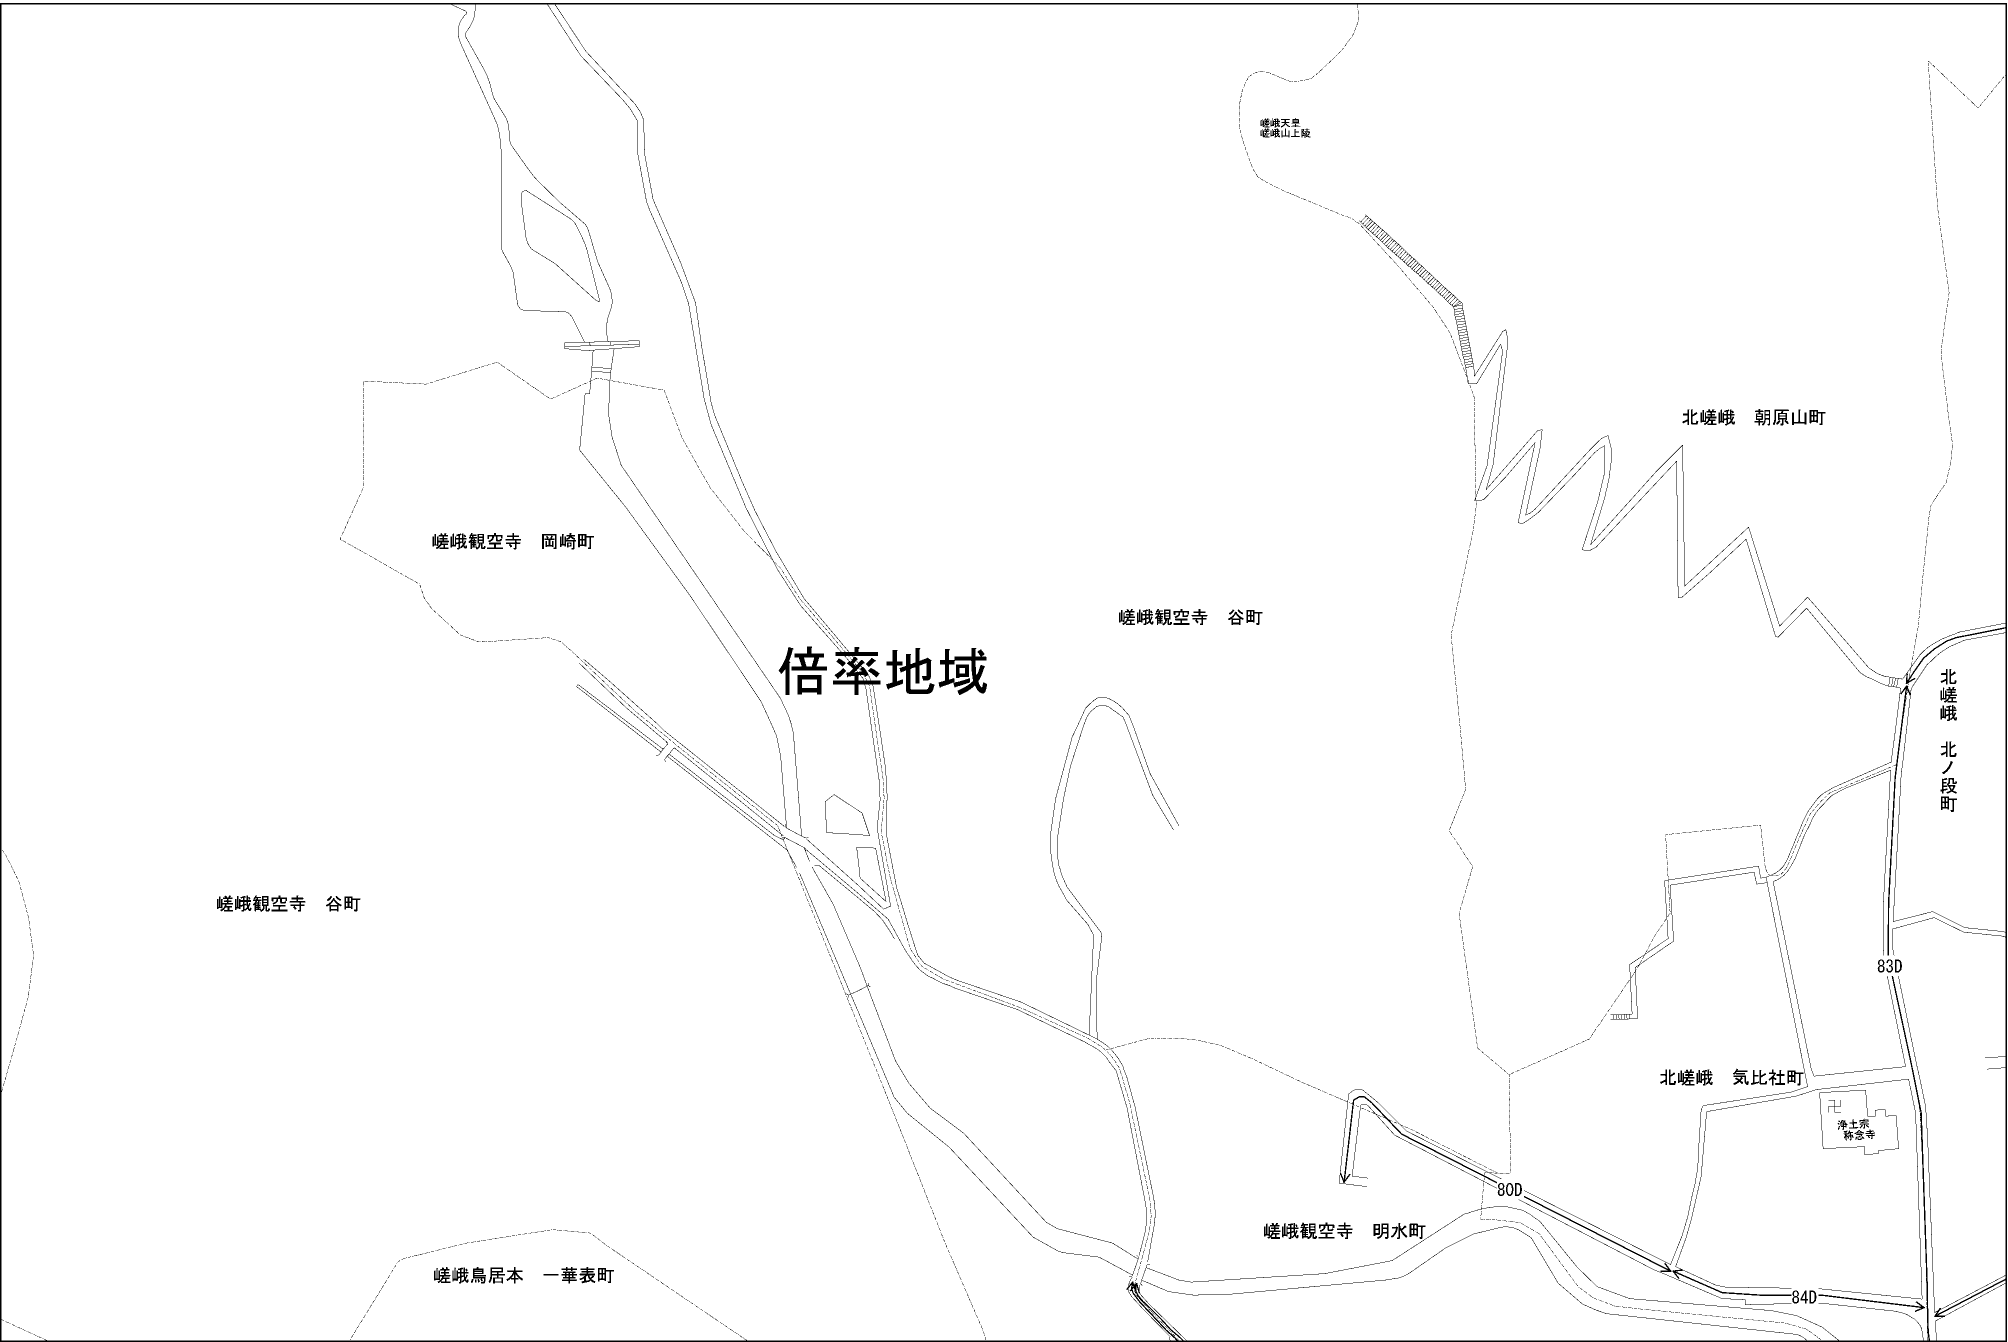 嵯峨天皇
嵯峨山上陵
北嵯峨　朝原山町
嵯峨観空寺　岡崎町
嵯峨観空寺　谷町
倍率地域
北嵯峨　北ノ段町
嵯峨観空寺　谷町
83D
北嵯峨　気比社町
浄土宗
称念寺
80D
嵯峨観空寺　明水町
嵯峨鳥居本　一華表町
84D